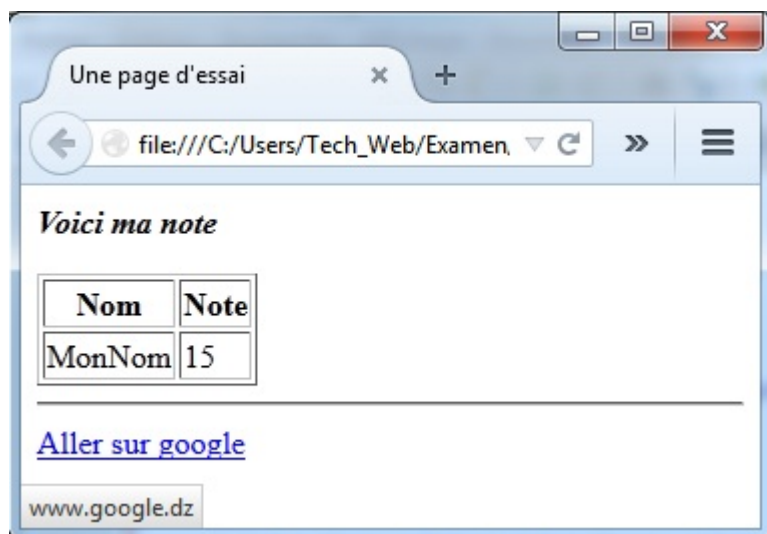 Une page d'essai
file:///C:/Users/Tech_Web/Examen,
Voici ma note
Nom Note
MonNom 15
Aller sur google
www.google.dz